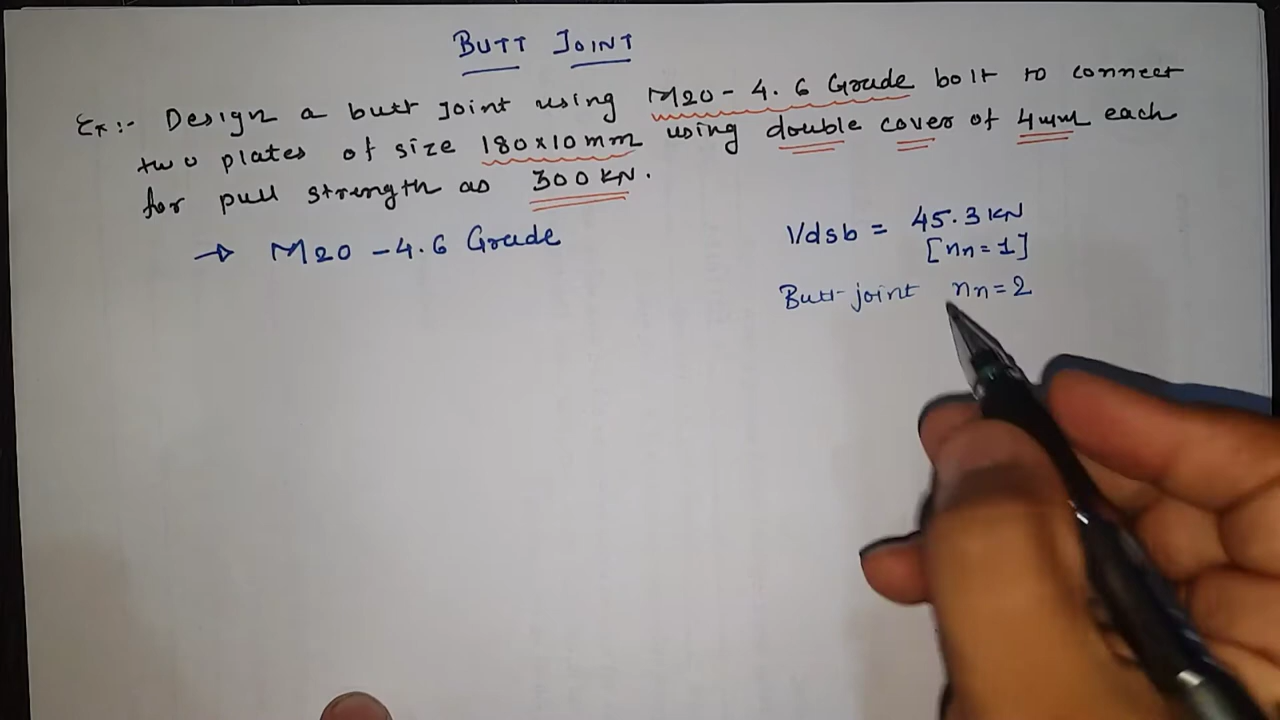 BUTT JOINT
Ex:- Design a butt joint using M20-4.6 Grade bolt to connect
two plates of size 180x10mm using double cover of 4mm each
for pull strength as 300 KN.
→ M20 -4.6 Grade
Vdsb = 45.3 KN
[nn = 1]
Butt-joint nn = 2